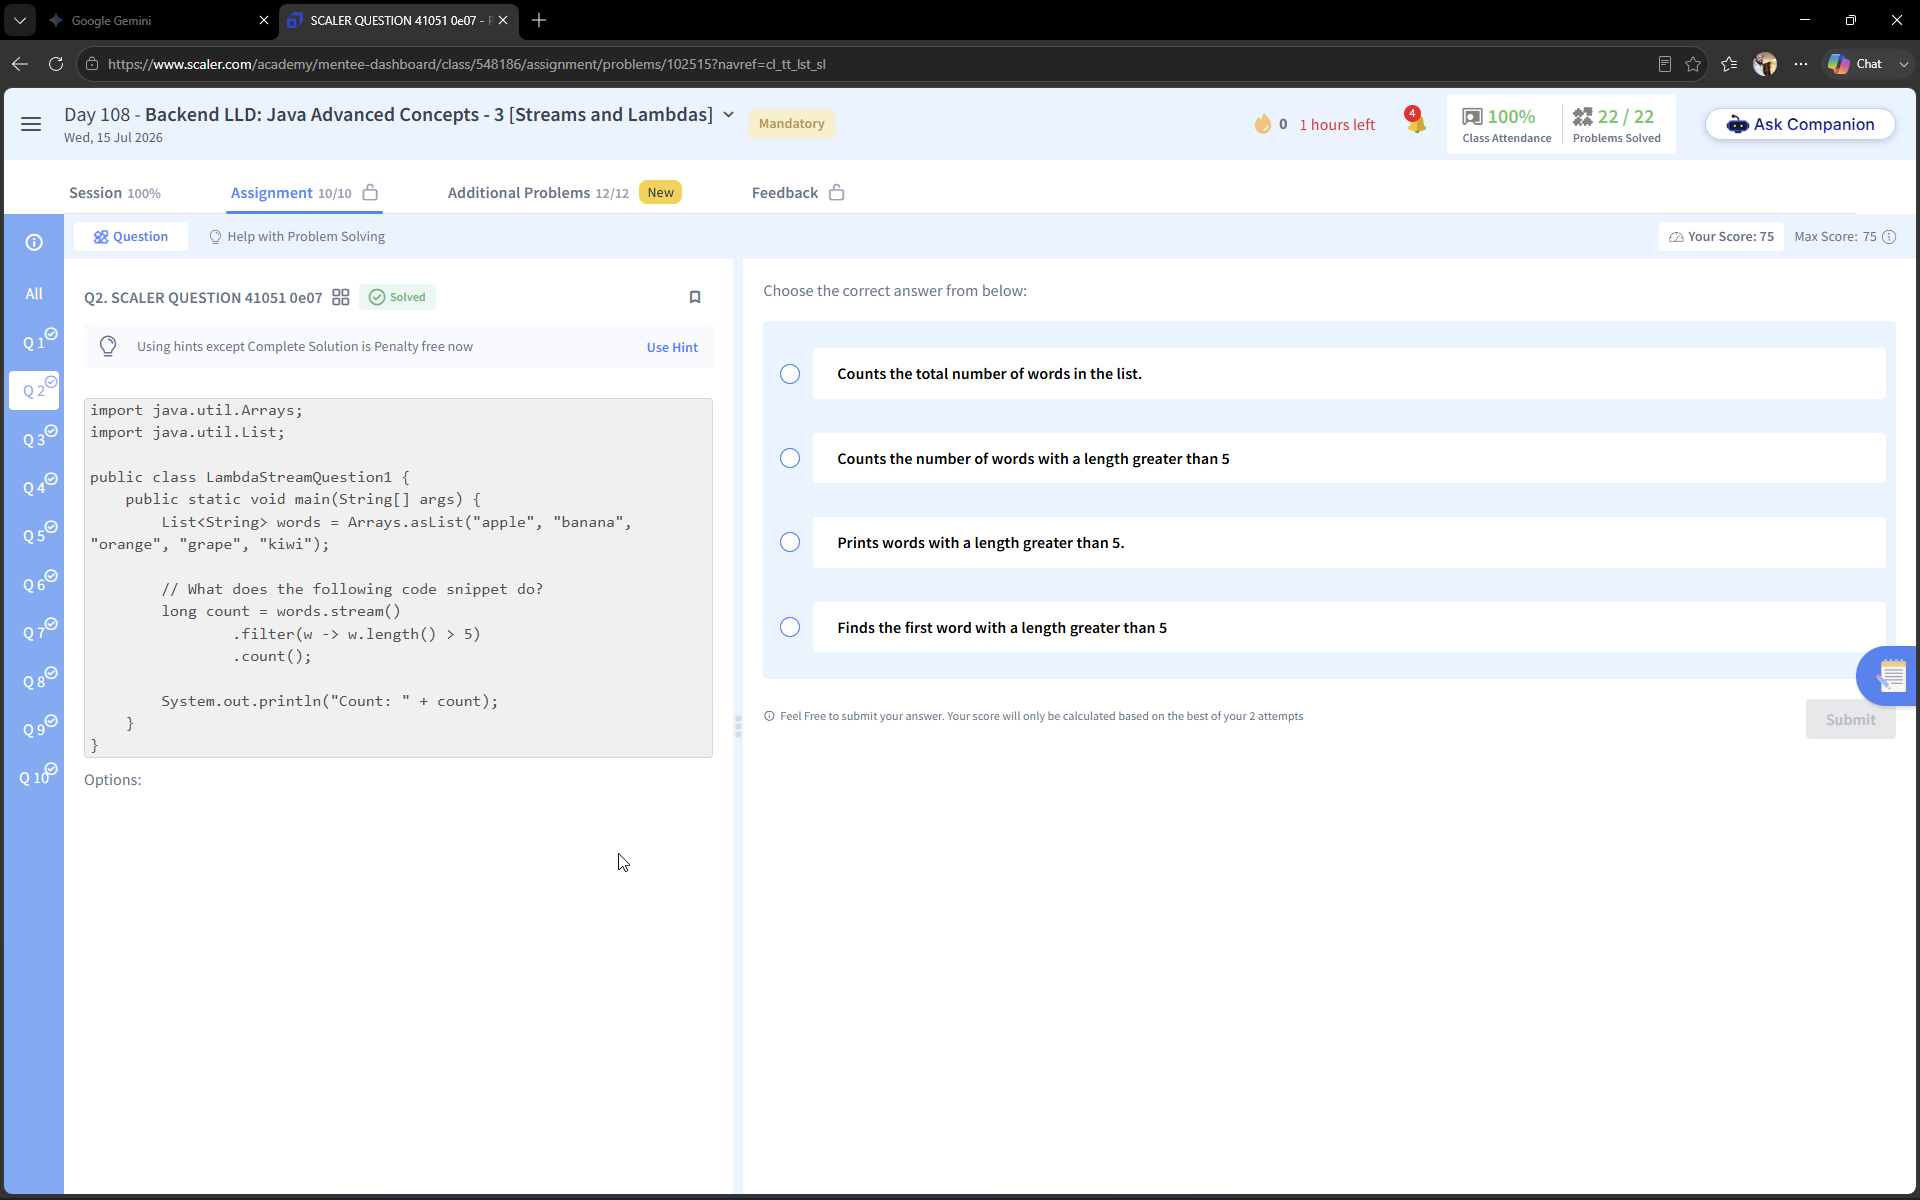 Google Gemini
SCALER QUESTION 41051 0e07 - P
https://www.scaler.com/academy/mentee-dashboard/class/548186/assignment/problems/102515?navref=cl_tt_lst_sl
Chat
Day 108 - Backend LLD: Java Advanced Concepts - 3 [Streams and Lambdas]
Wed, 15 Jul 2026
Mandatory
0
1 hours left
4
100%
Class Attendance
22 / 22
Problems Solved
Ask Companion
Session 100%
Assignment 10/10
Additional Problems 12/12
New
Feedback
Question
Help with Problem Solving
Your Score: 75
Max Score: 75
All
Q 1
Q 2
Q 3
Q 4
Q 5
Q 6
Q 7
Q 8
Q 9
Q 10
Q2. SCALER QUESTION 41051 0e07
Solved
Using hints except Complete Solution is Penalty free now
Use Hint
import java.util.Arrays;
import java.util.List;
public class LambdaStreamQuestion1 {
public static void main(String[] args) {
List<String> words = Arrays.asList("apple", "banana",
"orange", "grape", "kiwi");
// What does the following code snippet do?
long count = words.stream()
.filter(w -> w.length() > 5)
.count();
System.out.println("Count: " + count);
}
}
Options:
Choose the correct answer from below:
Counts the total number of words in the list.
Counts the number of words with a length greater than 5
Prints words with a length greater than 5.
Finds the first word with a length greater than 5
Feel Free to submit your answer. Your score will only be calculated based on the best of your 2 attempts
Submit